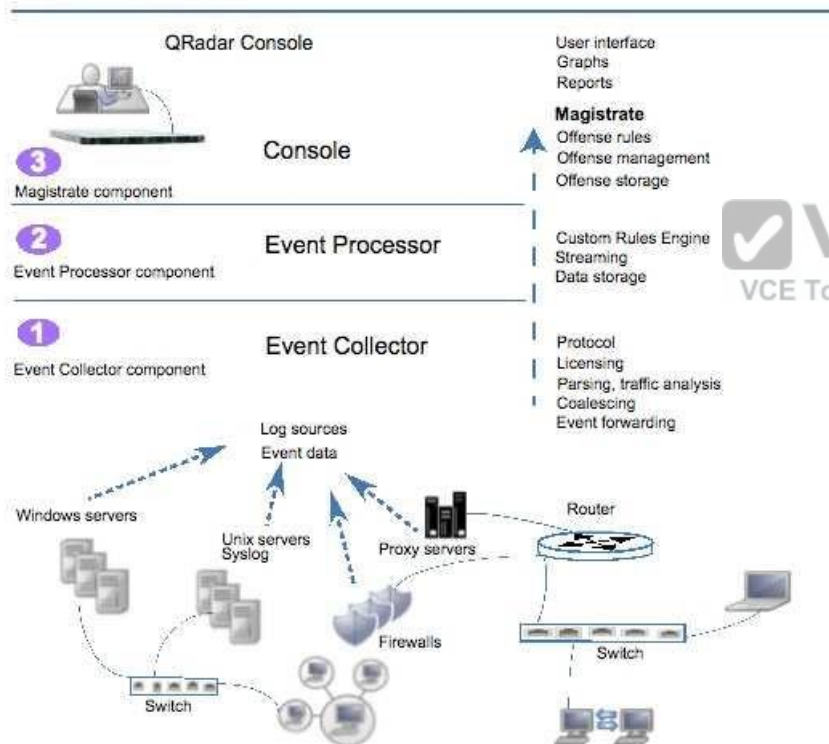 QRadar Console
User interface
Graphs
Reports
Magistrate
Offense rules
Offense management
Offense storage
Console
3
Magistrate component
2
Event Processor
Event Processor component
Custom Rules Engine
Streaming
Data storage
V
VCE To
1
Event Collector
Event Collector component
Protocol
Licensing
Parsing, traffic analysis
Coalescing
Event forwarding
Log sources
Event data
Windows servers
Unix servers
Syslog
Proxy servers
Router
Firewalls
Switch
Switch